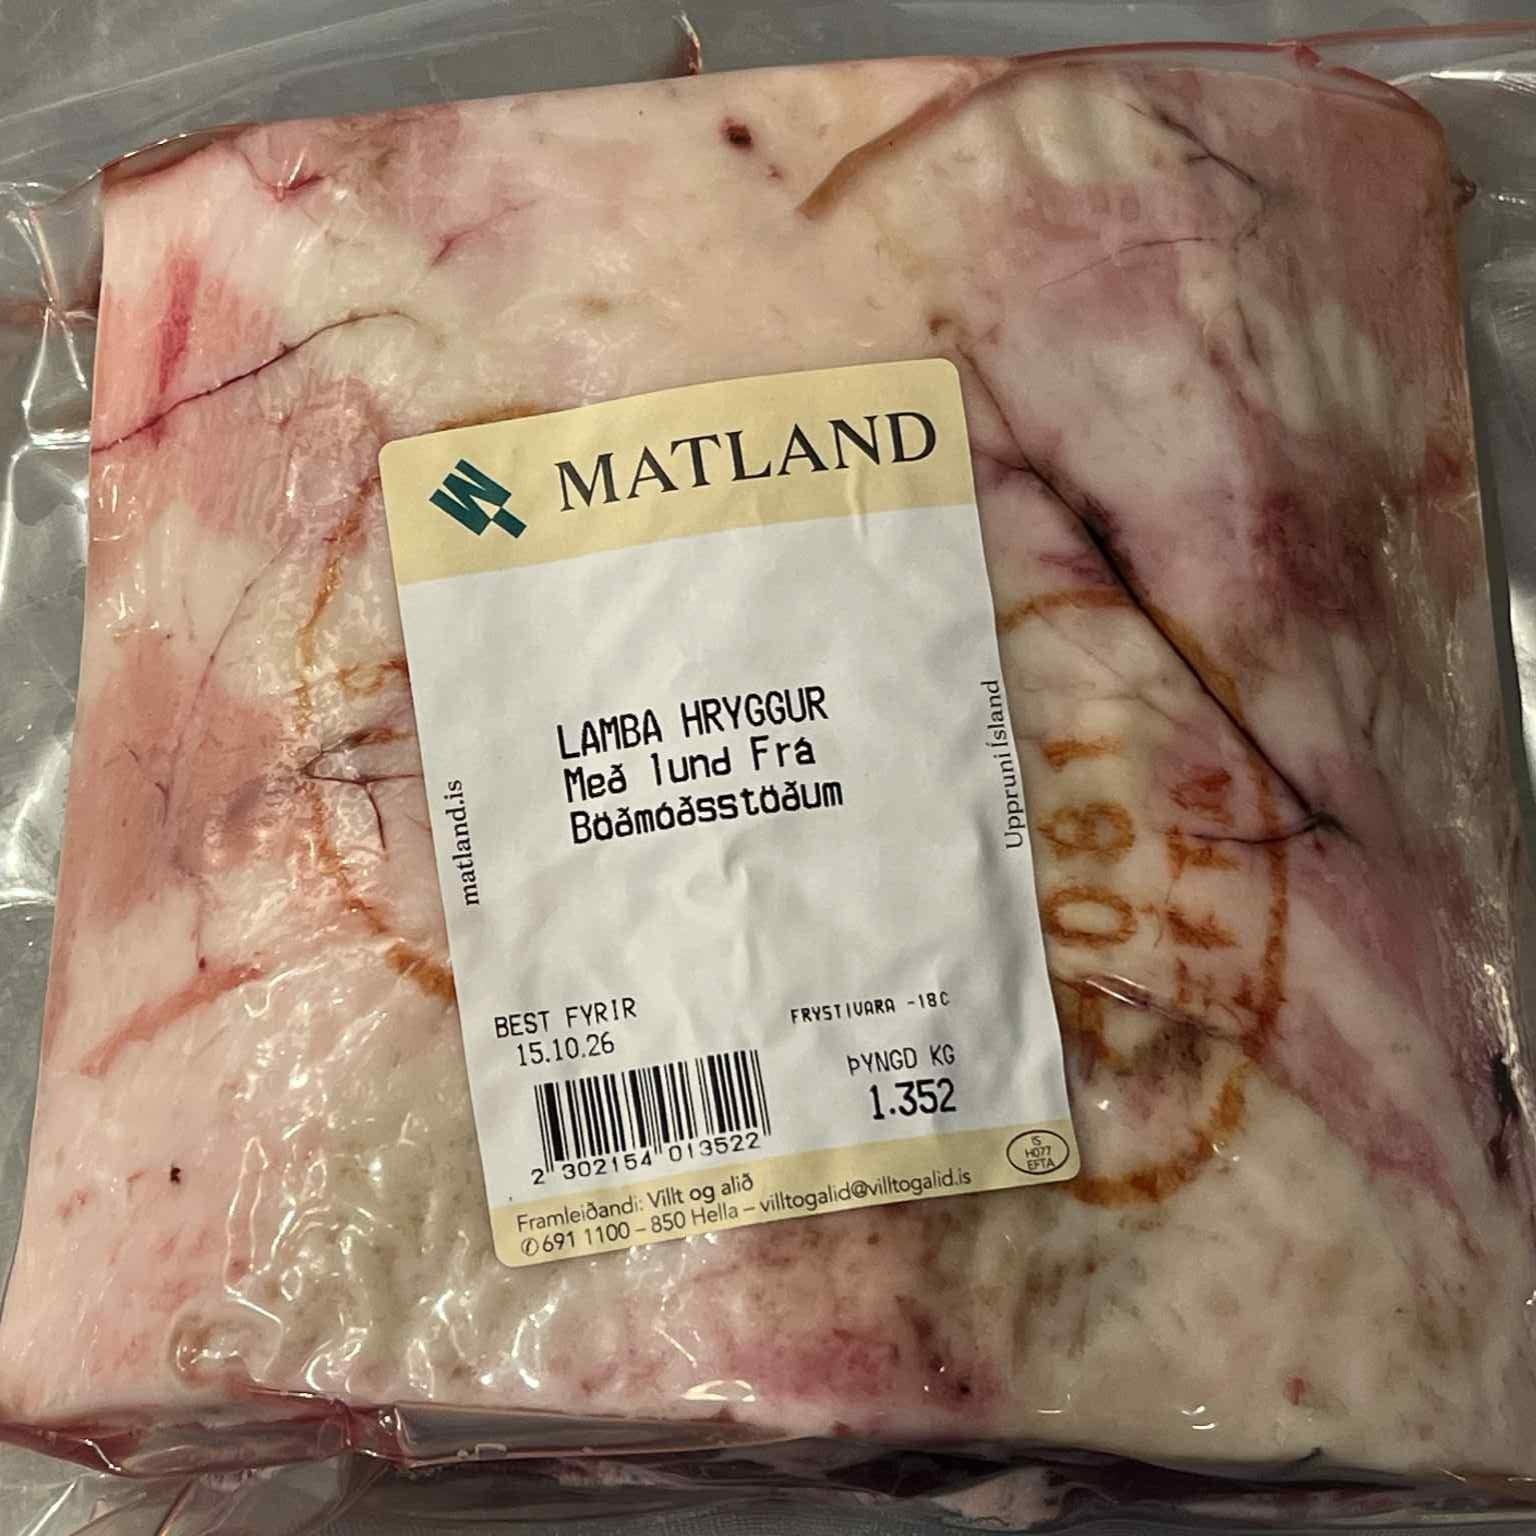 MATLAND
LAMBA HRYGGUR
Með lund Frá
Böðmóðsstöðum
matland.is
Uppruni Ísland
BEST FYRIR
15.10.26
FRYSTIVARA -18C
ÞYNGD KG
1.352
2 302154 013522
IS
H077
EFTA
Framleiðandi: Villt og alið
✆ 691 1100 – 850 Hella – villtogalid@villtogalid.is